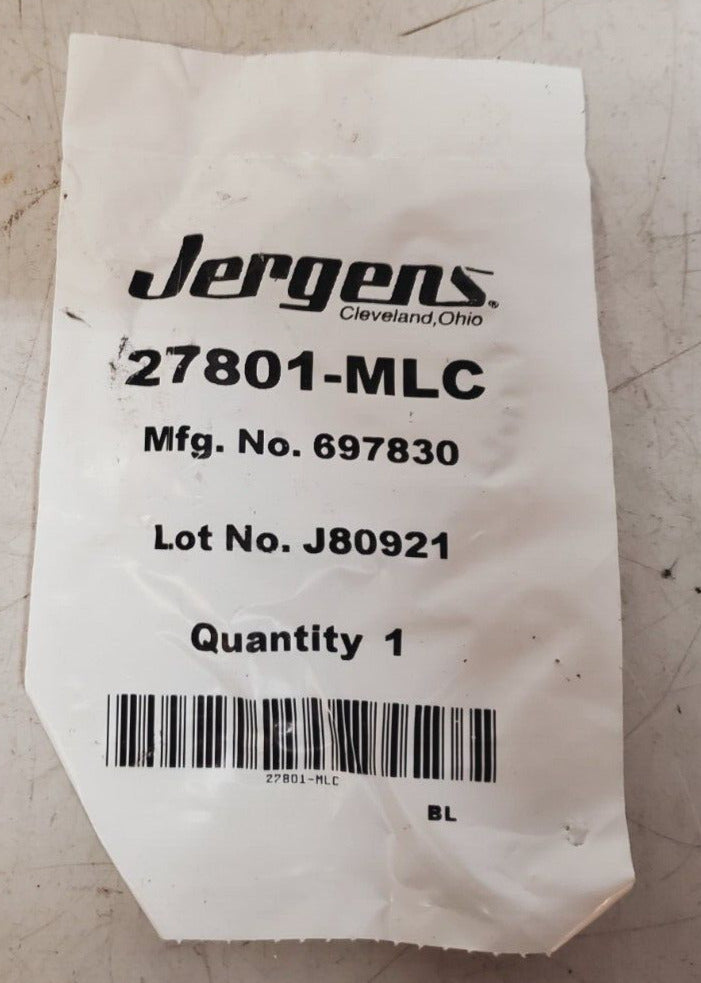 Jergens®
Cleveland, Ohio
27801-MLC
Mfg. No. 697830
Lot No. J80921
Quantity 1
27801-MLC
BL